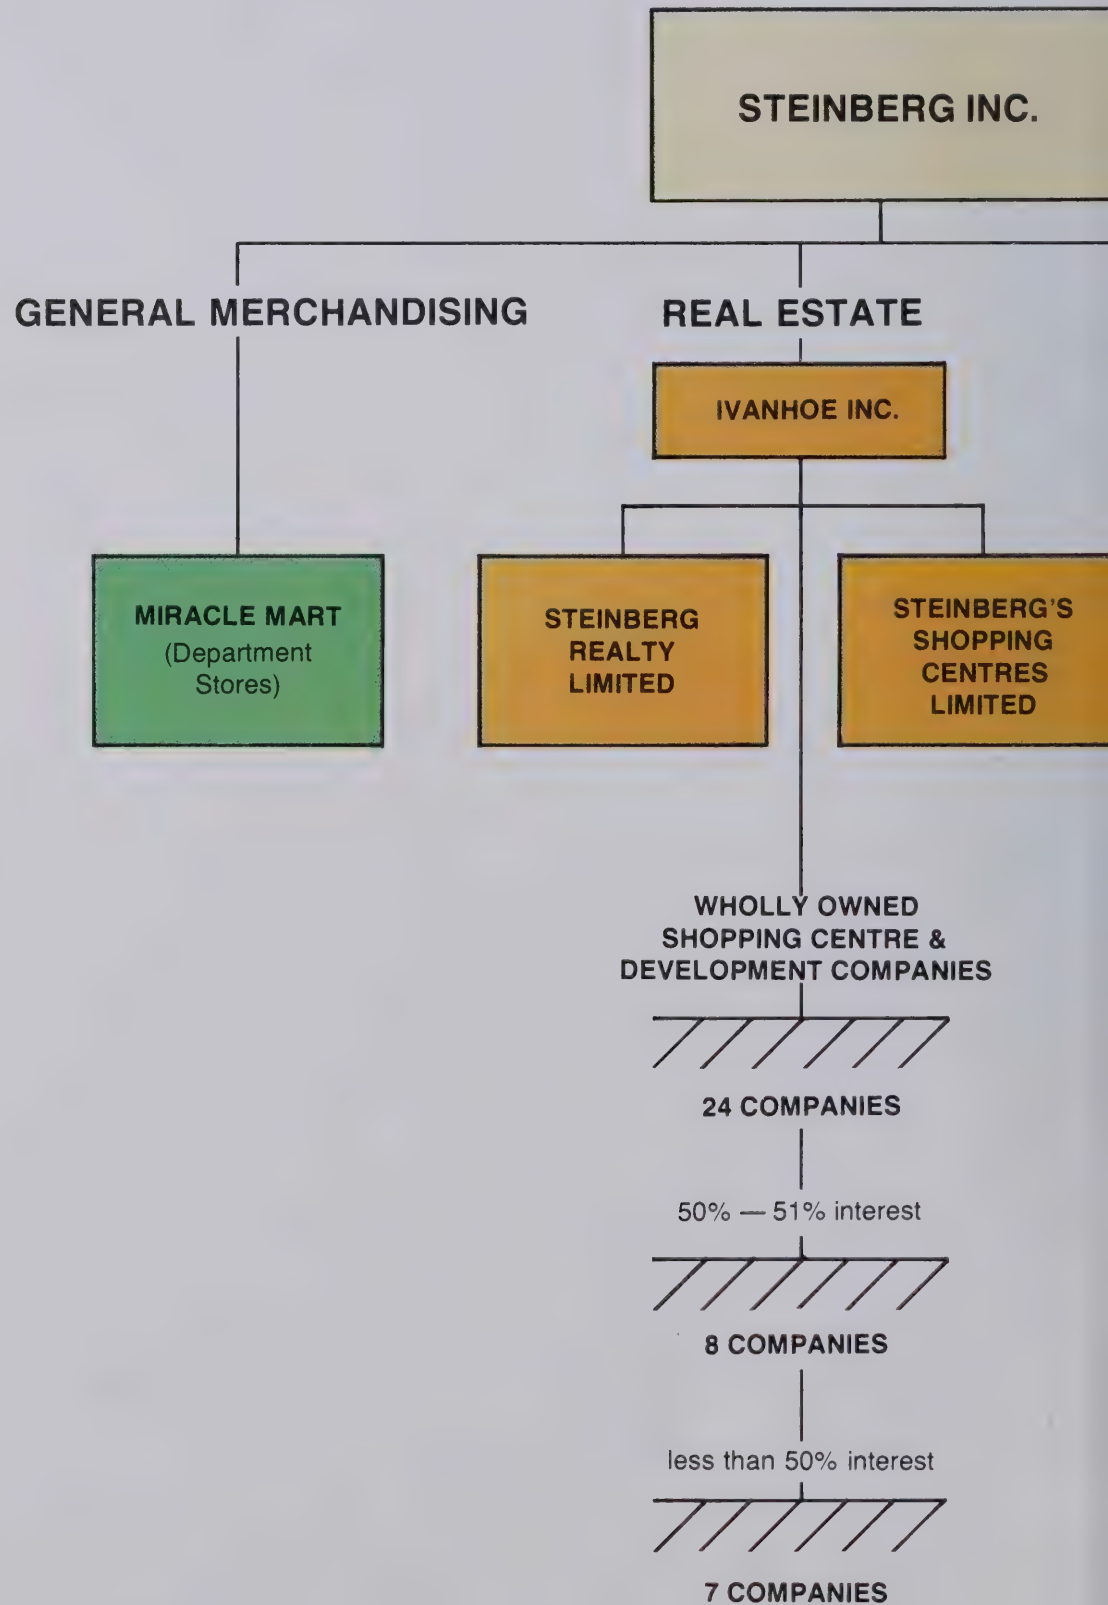 STEINBERG INC.
GENERAL MERCHANDISING
REAL ESTATE
IVANHOE INC.
MIRACLE MART
(Department
Stores)
STEINBERG
REALTY
LIMITED
STEINBERG'S
SHOPPING
CENTRES
LIMITED
WHOLLY OWNED
SHOPPING CENTRE &
DEVELOPMENT COMPANIES
24 COMPANIES
50% — 51% interest
8 COMPANIES
less than 50% interest
7 COMPANIES